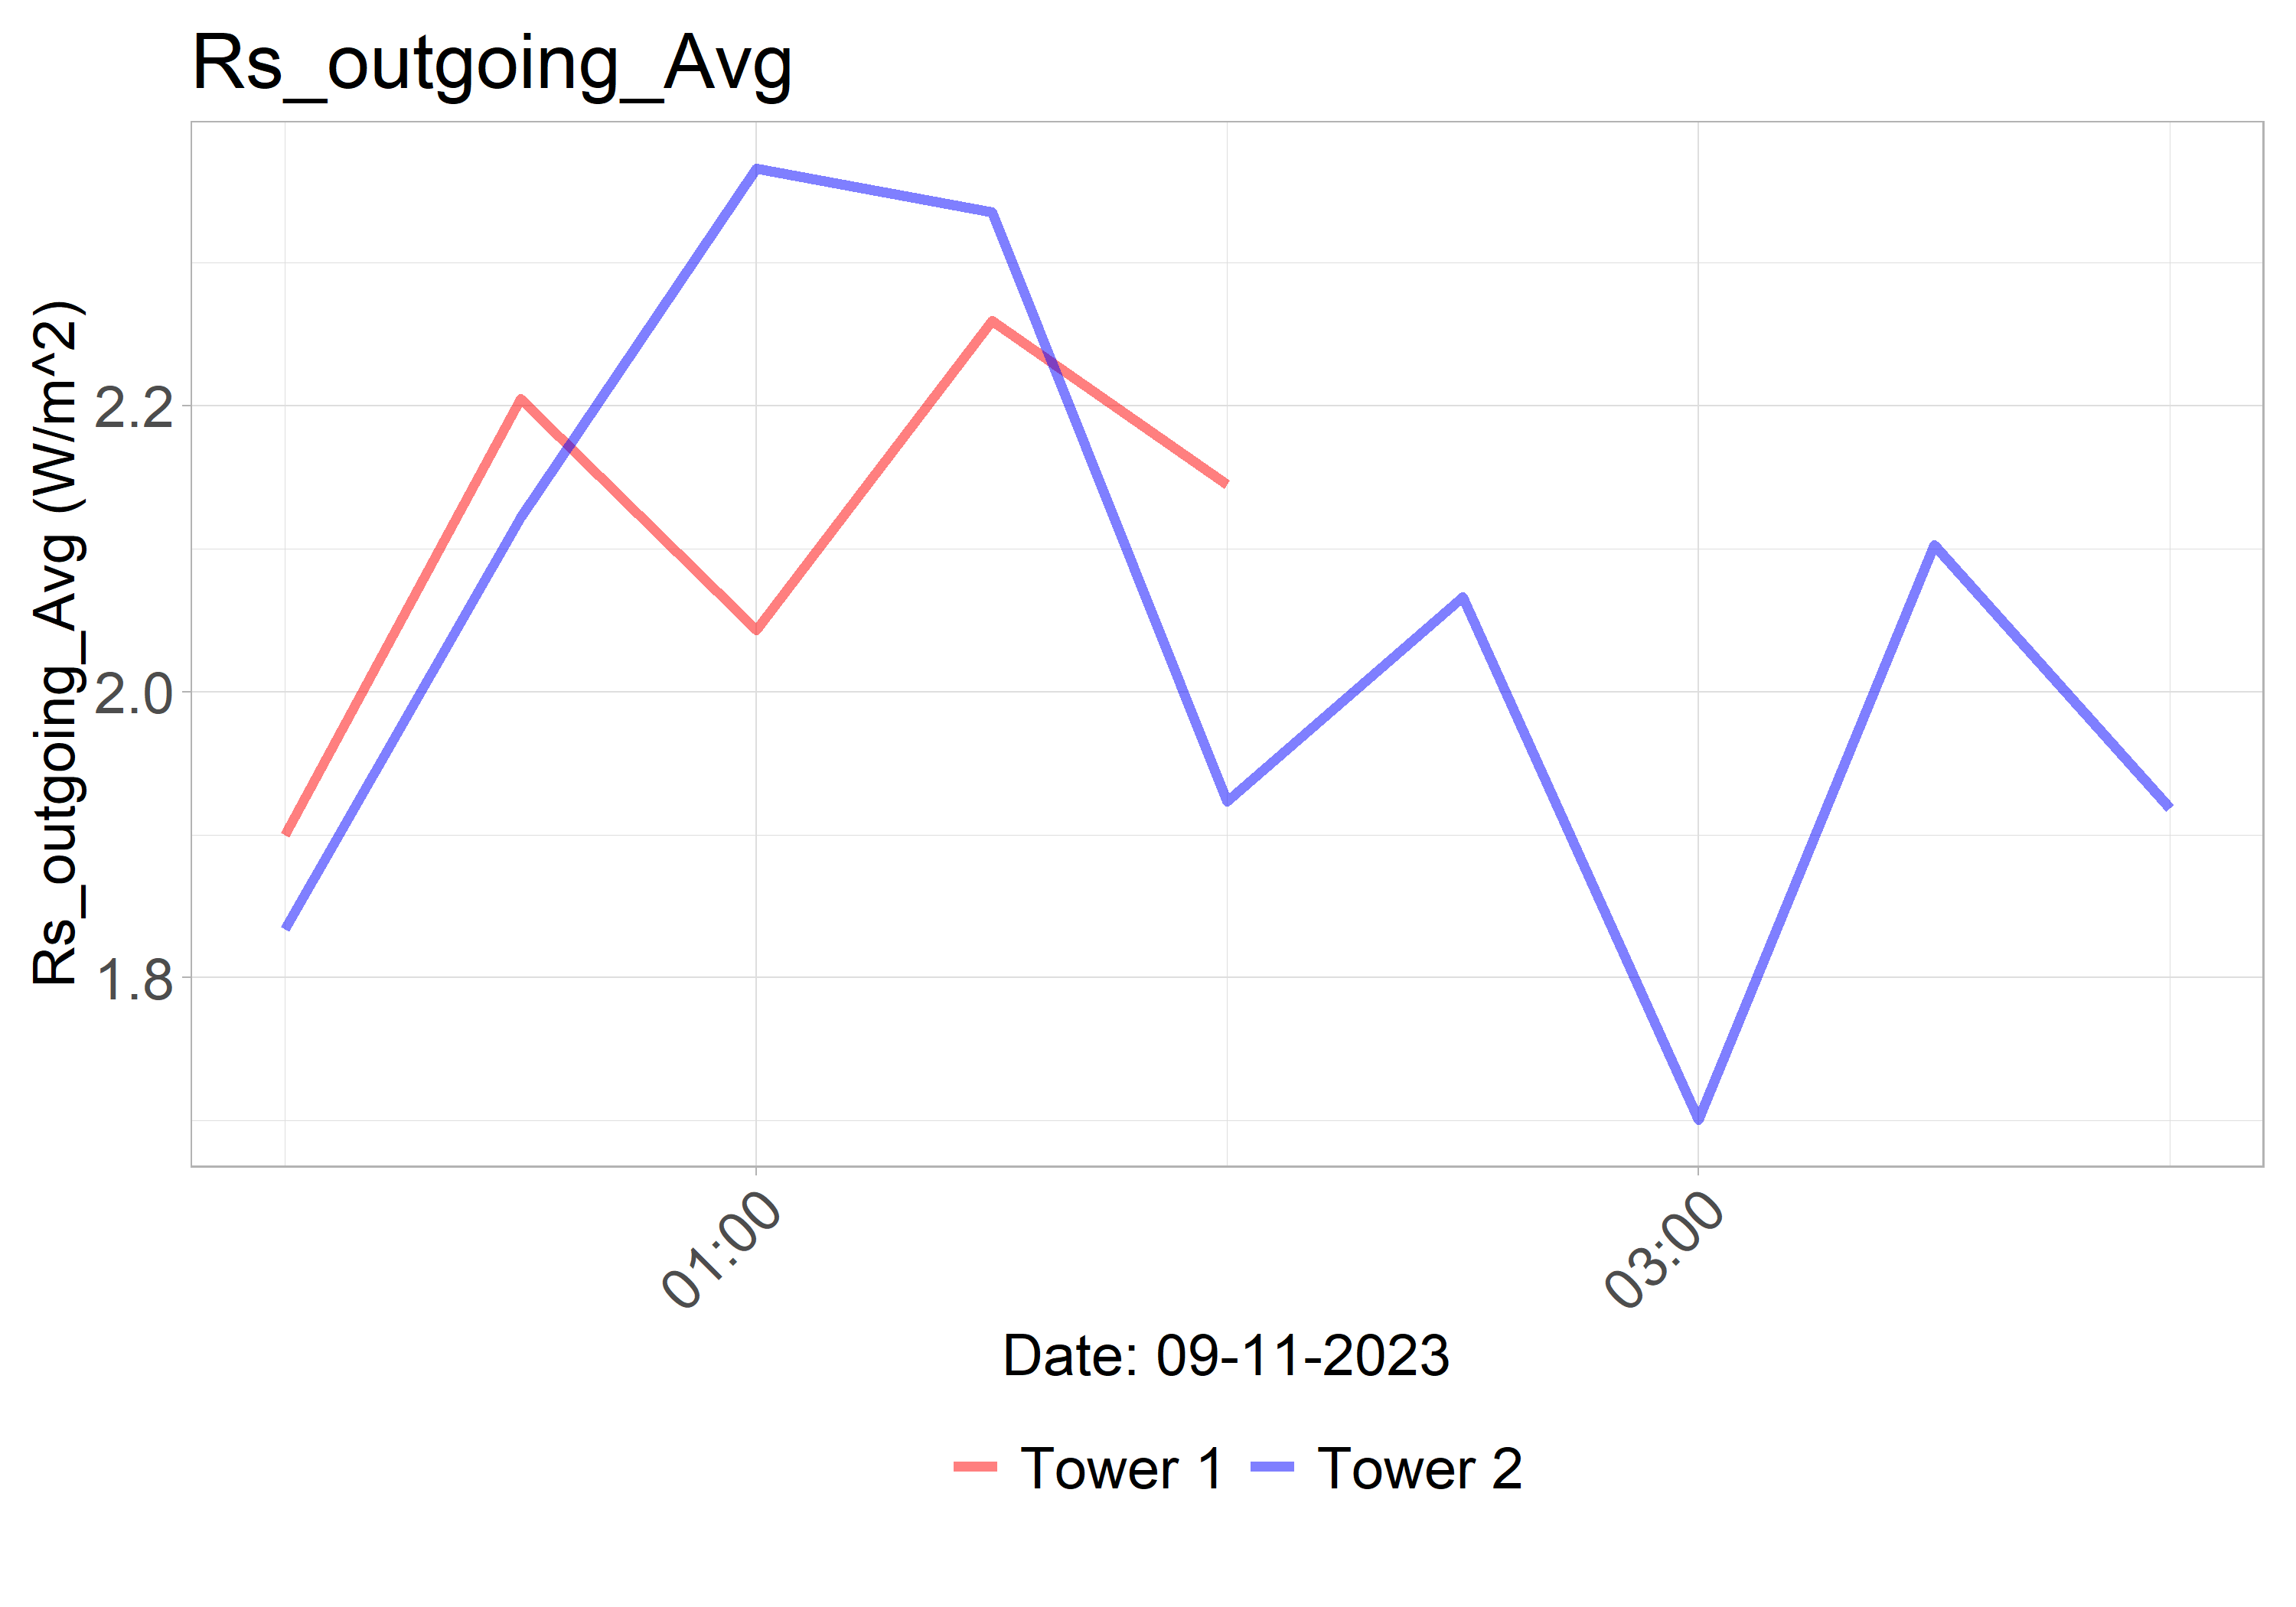 Rs_outgoing_Avg
Rs_outgoing_Avg (W/m^2)
2.2
2.0
1.8
01:00
03:00
Date: 09-11-2023
Tower 1
Tower 2